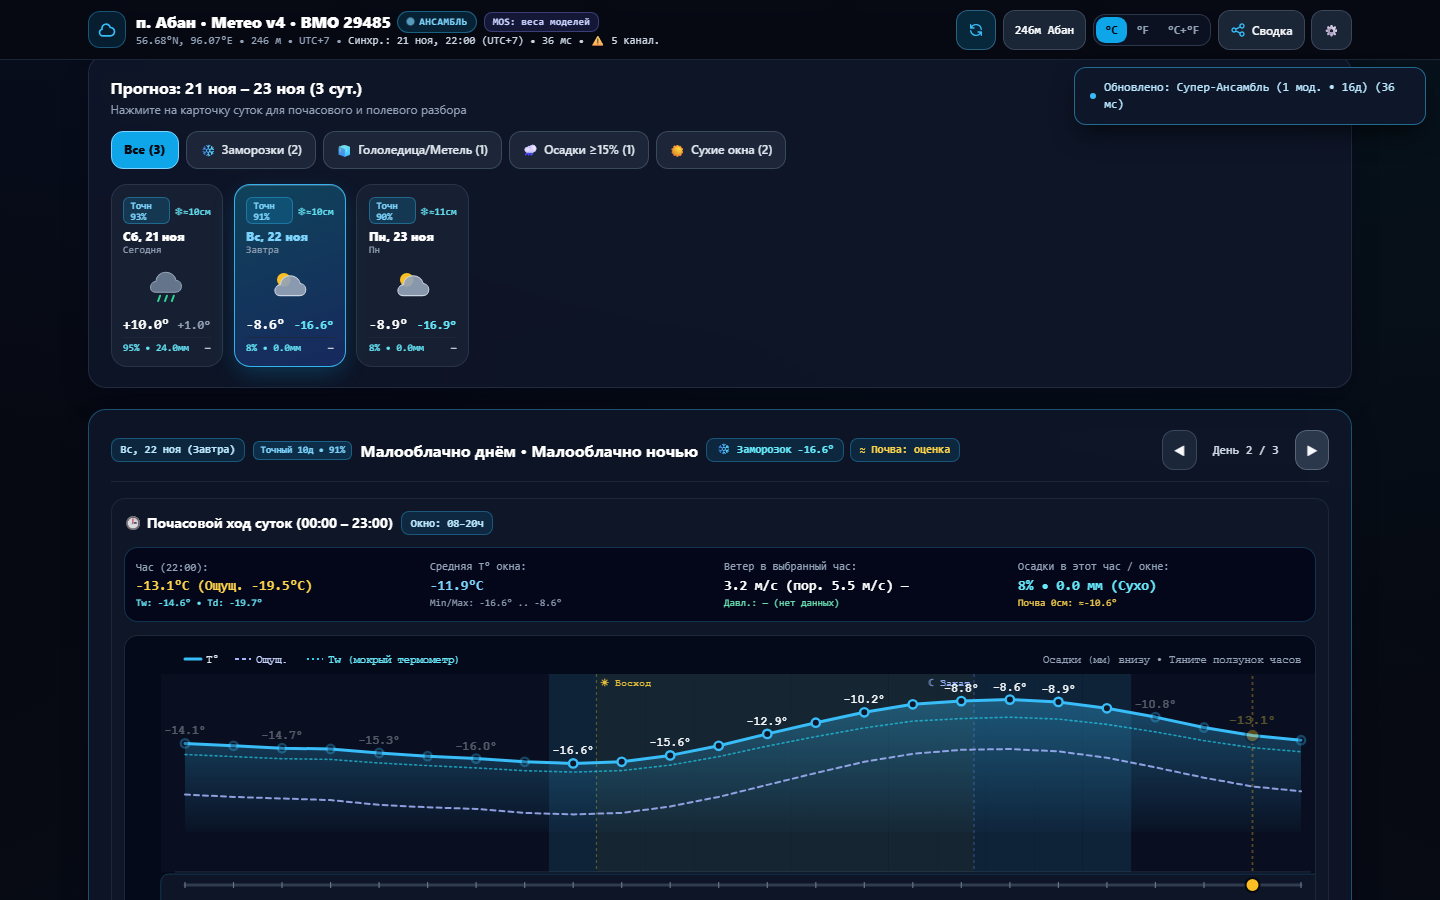 п. Абан • Метео v4 • ВМО 29485
АНСАМБЛЬ
MOS: веса моделей
56.68°N, 96.07°E • 246 м • UTC+7 • Синхр.: 21 ноя, 22:00 (UTC+7) • 36 мс • ⚠ 5 канал.
246м Абан
°C
°F
°C+°F
Сводка
Обновлено: Супер-Ансамбль (1 мод. • 16д) (36
мс)
Прогноз: 21 ноя – 23 ноя (3 сут.)
Нажмите на карточку суток для почасового и полевого разбора
Все (3)
Заморозки (2)
Гололедица/Метель (1)
Осадки ≥15% (1)
Сухие окна (2)
Точн
93%
❄≈10см
Сб, 21 ноя
Сегодня
+10.0° +1.0°
95% • 24.0мм –
Точн
91%
❄≈10см
Вс, 22 ноя
Завтра
-8.6° -16.6°
8% • 0.0мм –
Точн
90%
❄≈11см
Пн, 23 ноя
Пн
-8.9° -16.9°
8% • 0.0мм –
Вс, 22 ноя (Завтра)
Точный 10д • 91%
Малооблачно днём • Малооблачно ночью
Заморозок -16.6°
≈ Почва: оценка
◀ День 2 / 3 ▶
Почасовой ход суток (00:00 – 23:00)
Окно: 08–20ч
Час (22:00):
-13.1°C (Ощущ. -19.5°C)
Tw: -14.6° • Td: -19.7°
Средняя T° окна:
-11.9°C
Min/Max: -16.6° .. -8.6°
Ветер в выбранный час:
3.2 м/с (пор. 5.5 м/с) –
Давл.: – (нет данных)
Осадки в этот час / окне:
8% • 0.0 мм (Сухо)
Почва 0см: ≈-10.6°
T°
Ощущ.
Tw (мокрый термометр)
Осадки (мм) внизу • Тяните ползунок часов
☀ Восход
☾ Закат
-14.1°
-14.7°
-15.3°
-16.0°
-16.6°
-15.6°
-12.9°
-10.2°
-8.8°
-8.6°
-8.9°
-10.8°
-13.1°